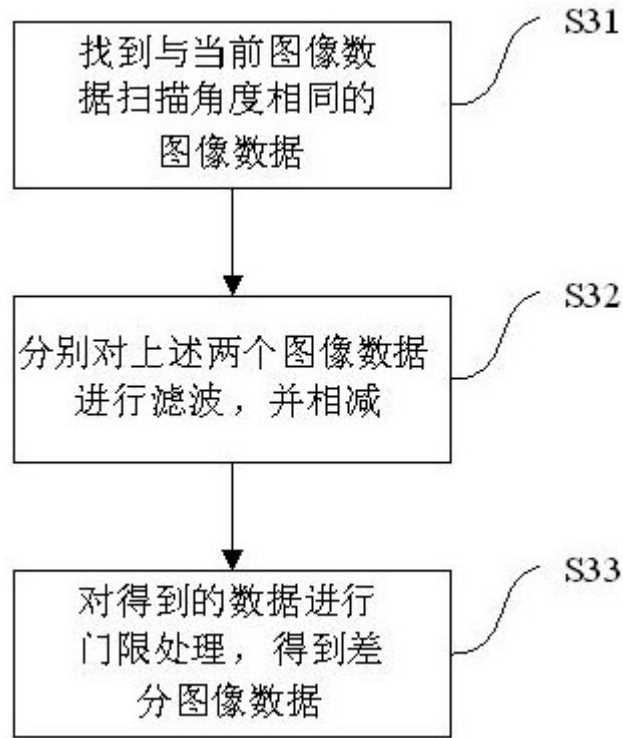 S31
找到与当前图像数
据扫描角度相同的
图像数据
S32
分别对上述两个图像数据
进行滤波，并相减
S33
对得到的数据进行
门限处理，得到差
分图像数据